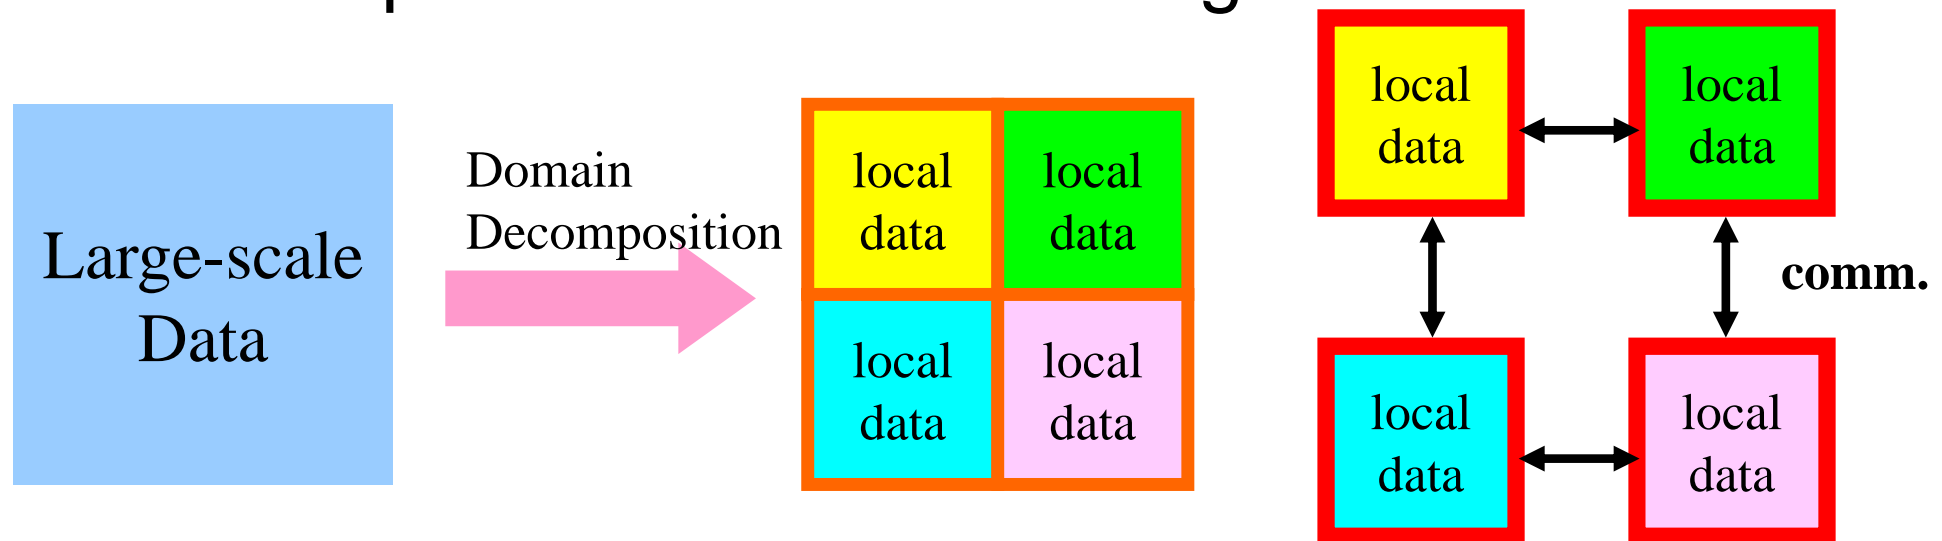 Large-scale
Data
Domain
Decomposition
local
data
local
data
local
data
local
data
local
data
local
data
comm.
local
data
local
data